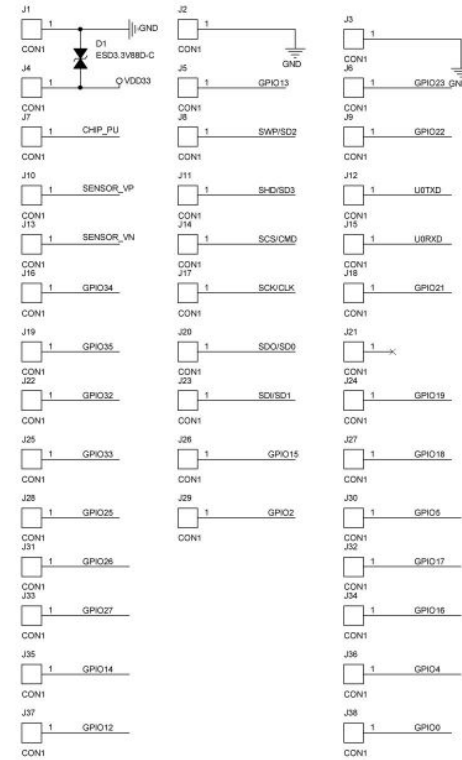 J1
1
GND
D1
ESD3.3V88D-C
CON1
J4
1
VDD33
CON1
J7
1
CHIP_PU
CON1
J10
1
SENSOR_VP
CON1
J13
1
SENSOR_VN
CON1
J16
1
GPIO34
CON1
J19
1
GPIO35
CON1
J22
1
GPIO32
CON1
J25
1
GPIO33
CON1
J28
1
GPIO25
CON1
J31
1
GPIO26
CON1
J33
1
GPIO27
CON1
J35
1
GPIO14
CON1
J37
1
GPIO12
CON1
J2
1
CON1
GND
J5
1
GPIO13
CON1
J8
1
SWP/SD2
CON1
J11
1
SHD/SD3
CON1
J14
1
SCS/CMD
CON1
J17
1
SCK/CLK
CON1
J20
1
SDO/SD0
CON1
J23
1
SDI/SD1
CON1
J26
1
GPIO15
CON1
J29
1
GPIO2
CON1
J3
1
CON1
J6
1
GPIO23
GN
CON1
J9
1
GPIO22
CON1
J12
1
U0TXD
CON1
J15
1
U0RXD
CON1
J18
1
GPIO21
CON1
J21
1
CON1
J24
1
GPIO19
CON1
J27
1
GPIO18
CON1
J30
1
GPIO5
CON1
J32
1
GPIO17
CON1
J34
1
GPIO16
CON1
J36
1
GPIO4
CON1
J38
1
GPIO0
CON1